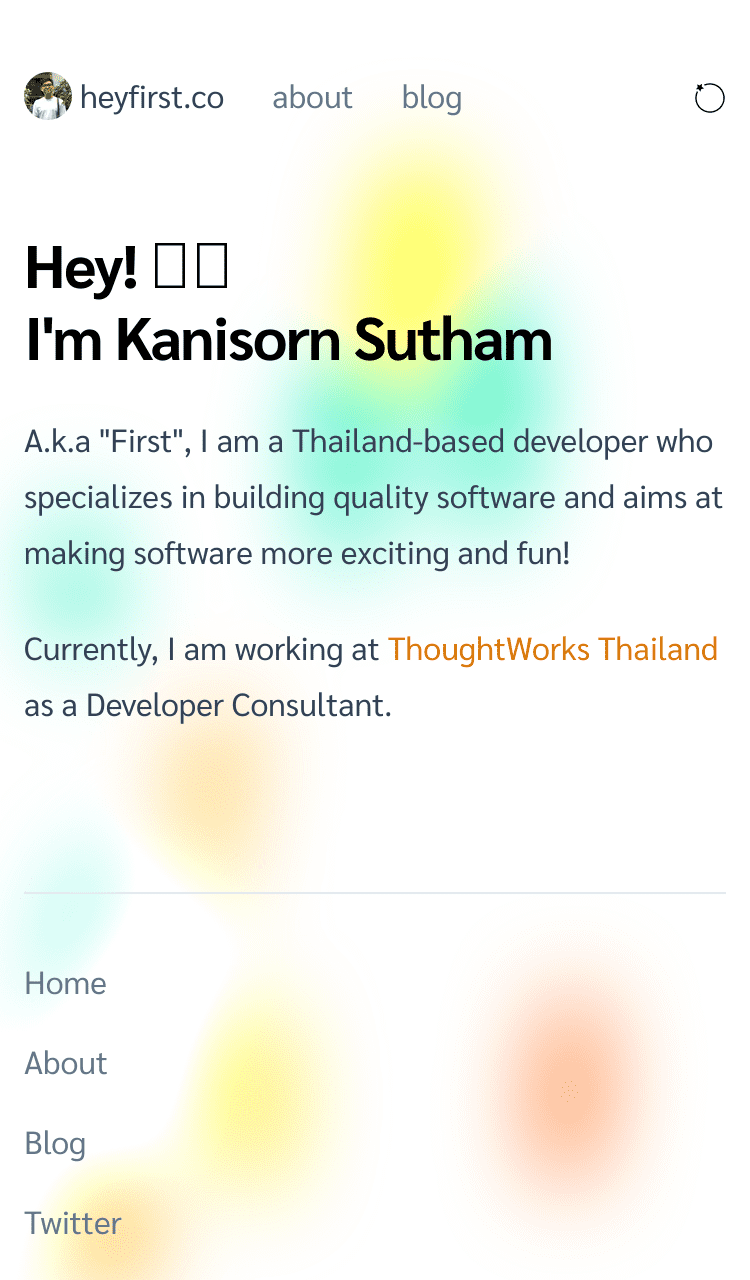 heyfirst.co about blog
Hey!
I'm Kanisorn Sutham
A.k.a "First", I am a Thailand-based developer who
specializes in building quality software and aims at
making software more exciting and fun!
Currently, I am working at ThoughtWorks Thailand
as a Developer Consultant.
Home
About
Blog
Twitter